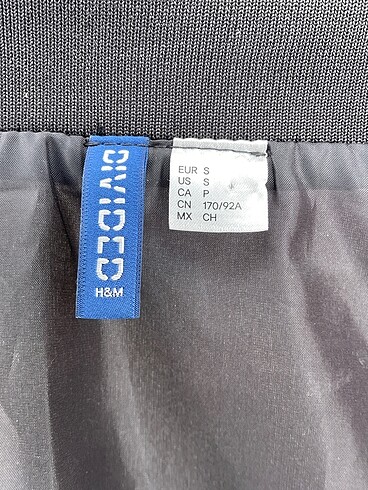 DIVIDED
H&M
EUR S
US S
CA P
CN 170/92A
MX CH